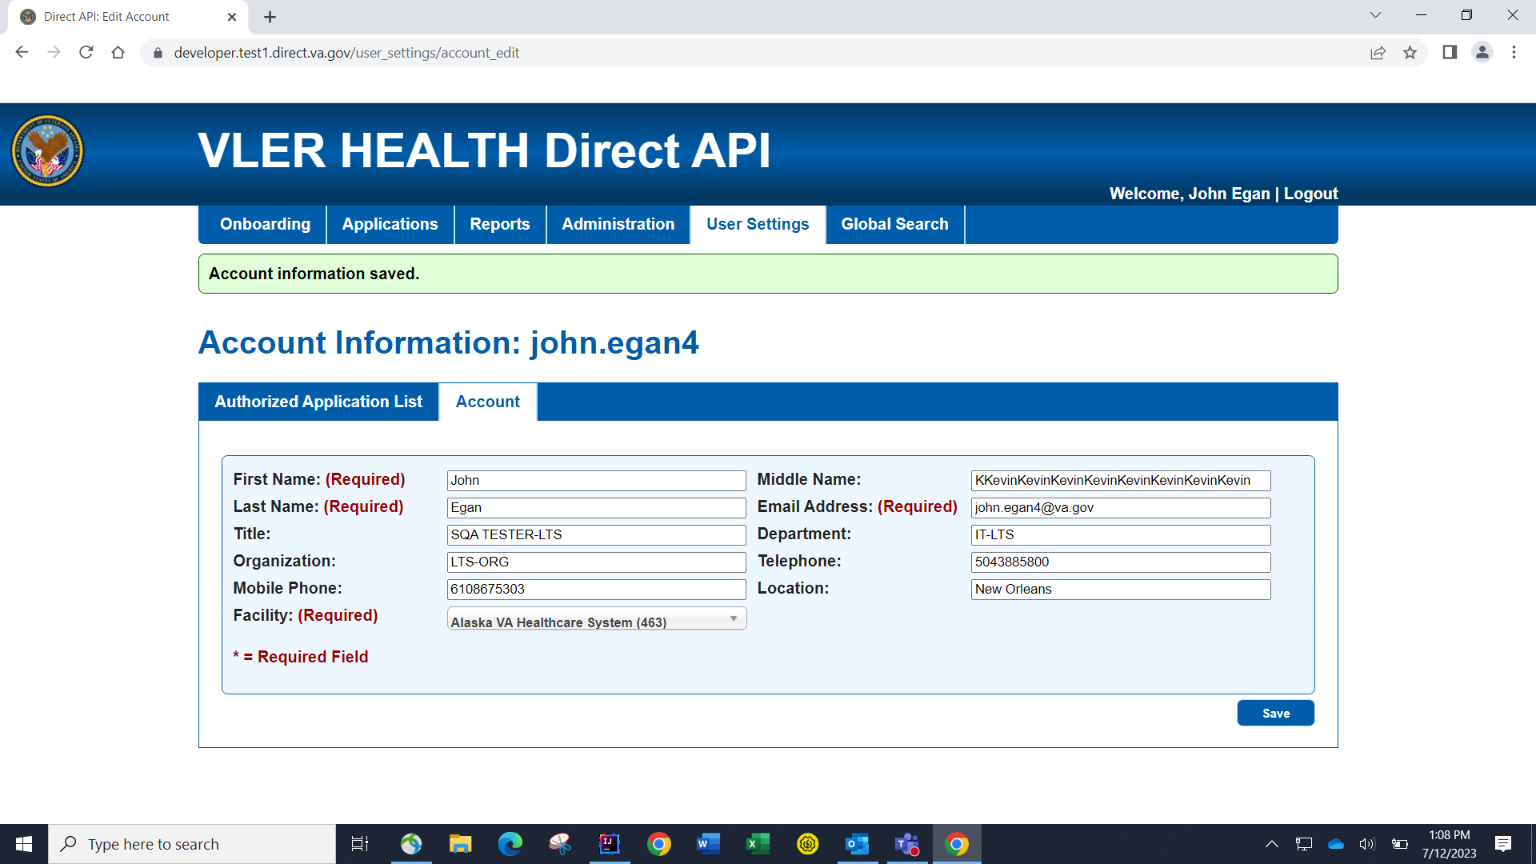 Direct API: Edit Account
developer.test1.direct.va.gov/user_settings/account_edit
VLER HEALTH Direct API
Welcome, John Egan | Logout
Onboarding Applications Reports Administration User Settings Global Search
Account information saved.
Account Information: john.egan4
Authorized Application List Account
First Name: (Required) John Middle Name: KKevinKevinKevinKevinKevinKevinKevinKevin
Last Name: (Required) Egan Email Address: (Required) john.egan4@va.gov
Title: SQA TESTER-LTS Department: IT-LTS
Organization: LTS-ORG Telephone: 5043885800
Mobile Phone: 6108675303 Location: New Orleans
Facility: (Required) Alaska VA Healthcare System (463)
* = Required Field
Save
Type here to search
1:08 PM
7/12/2023